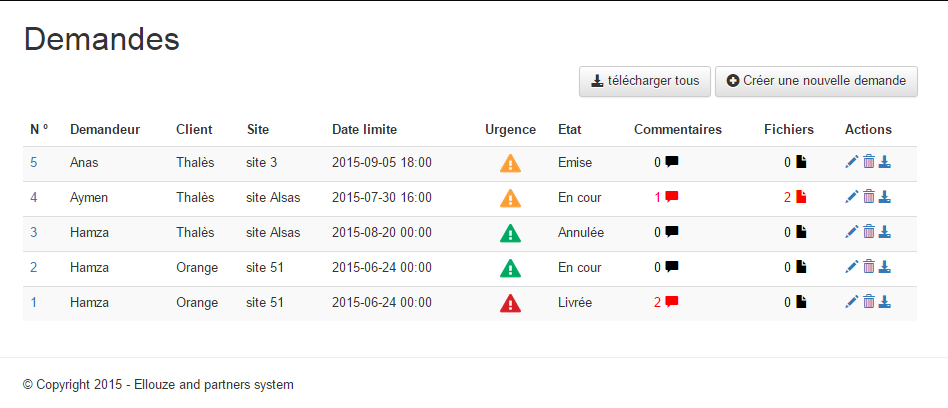 Demandes
télécharger tous Créer une nouvelle demande
N º Demandeur Client Site Date limite Urgence Etat Commentaires Fichiers Actions
5 Anas Thalès site 3 2015-09-05 18:00 Emise 0 0
4 Aymen Thalès site Alsas 2015-07-30 16:00 En cour 1 2
3 Hamza Thalès site Alsas 2015-08-20 00:00 Annulée 0 0
2 Hamza Orange site 51 2015-06-24 00:00 En cour 0 0
1 Hamza Orange site 51 2015-06-24 00:00 Livrée 2 0
© Copyright 2015 - Ellouze and partners system